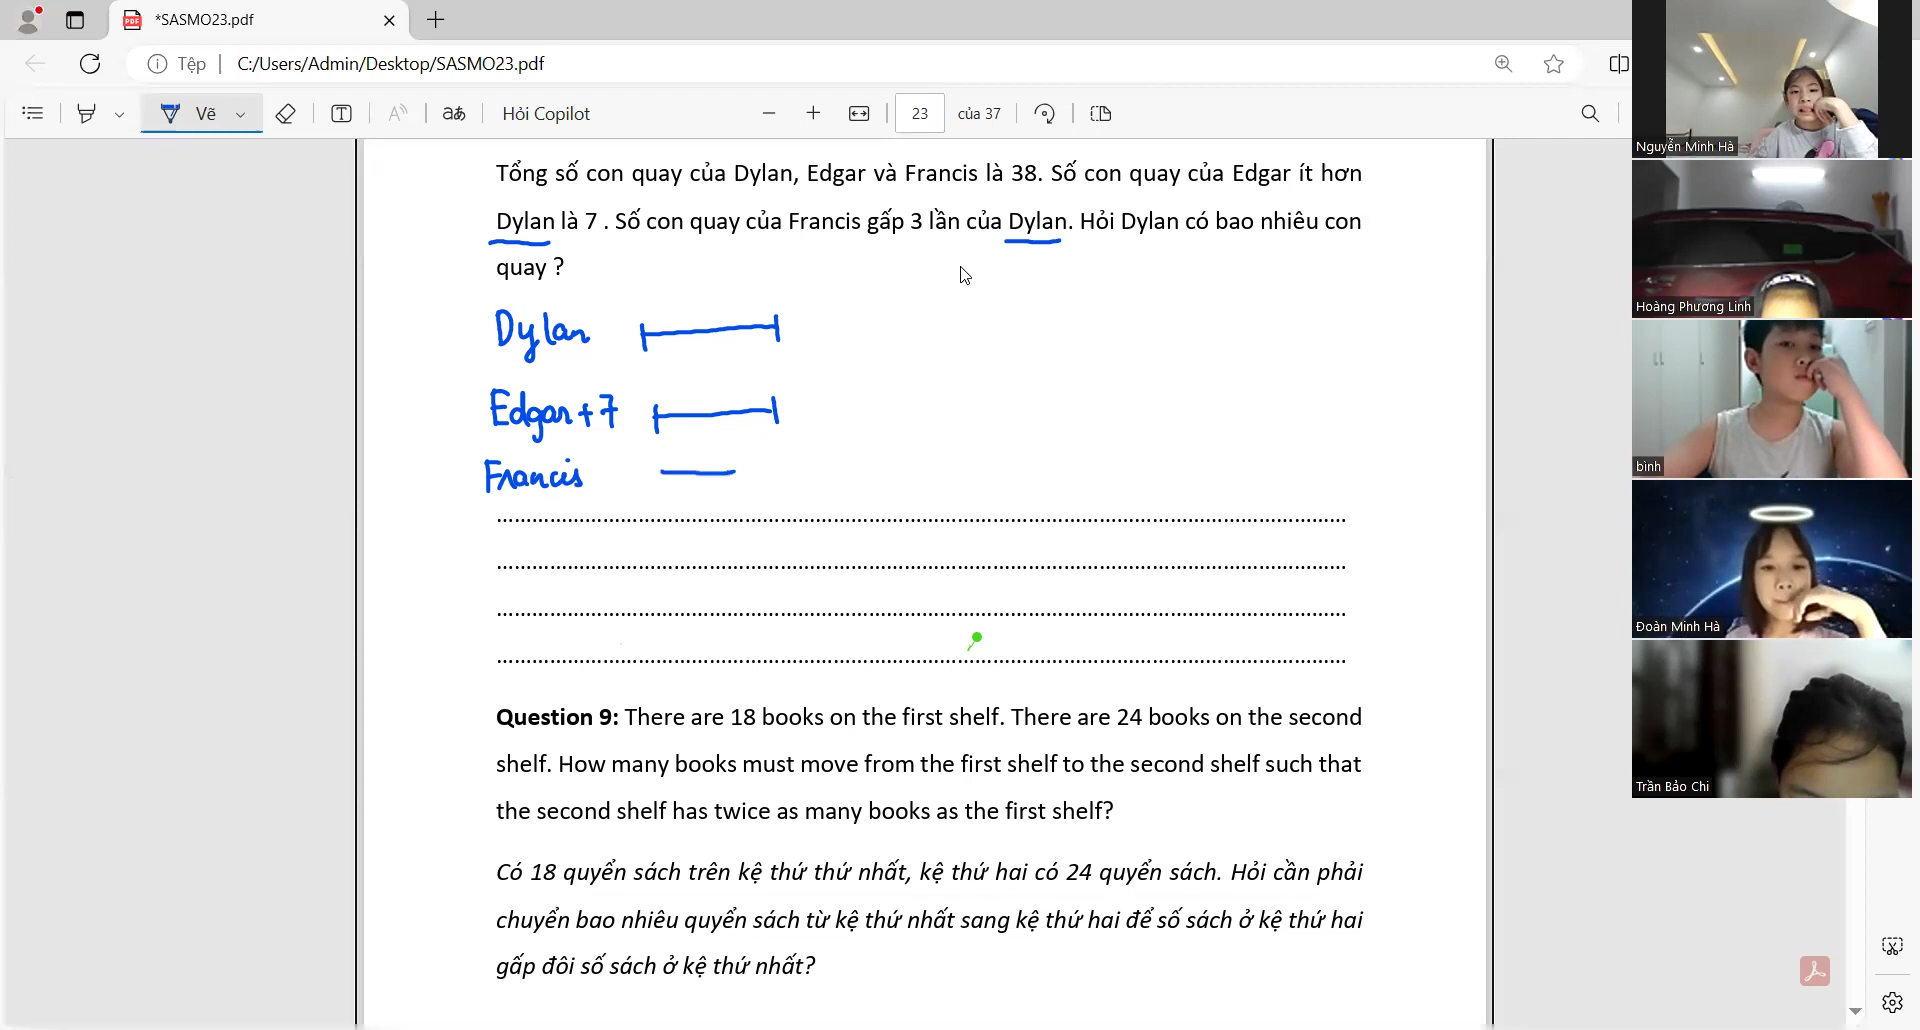 *SASMO23.pdf
Tệp
C:/Users/Admin/Desktop/SASMO23.pdf
Vẽ
aあ
Hỏi Copilot
23
của 37
Tổng số con quay của Dylan, Edgar và Francis là 38. Số con quay của Edgar ít hơn
Dylan là 7 . Số con quay của Francis gấp 3 lần của Dylan. Hỏi Dylan có bao nhiêu con
quay ?
Dylan
Edgar + 7
Francis
Question 9: There are 18 books on the first shelf. There are 24 books on the second
shelf. How many books must move from the first shelf to the second shelf such that
the second shelf has twice as many books as the first shelf?
Có 18 quyển sách trên kệ thứ thứ nhất, kệ thứ hai có 24 quyển sách. Hỏi cần phải
chuyển bao nhiêu quyển sách từ kệ thứ nhất sang kệ thứ hai để số sách ở kệ thứ hai
gấp đôi số sách ở kệ thứ nhất?
Nguyễn Minh Hà
Hoàng Phương Linh
bình
Đoàn Minh Hà
Trần Bảo Chi